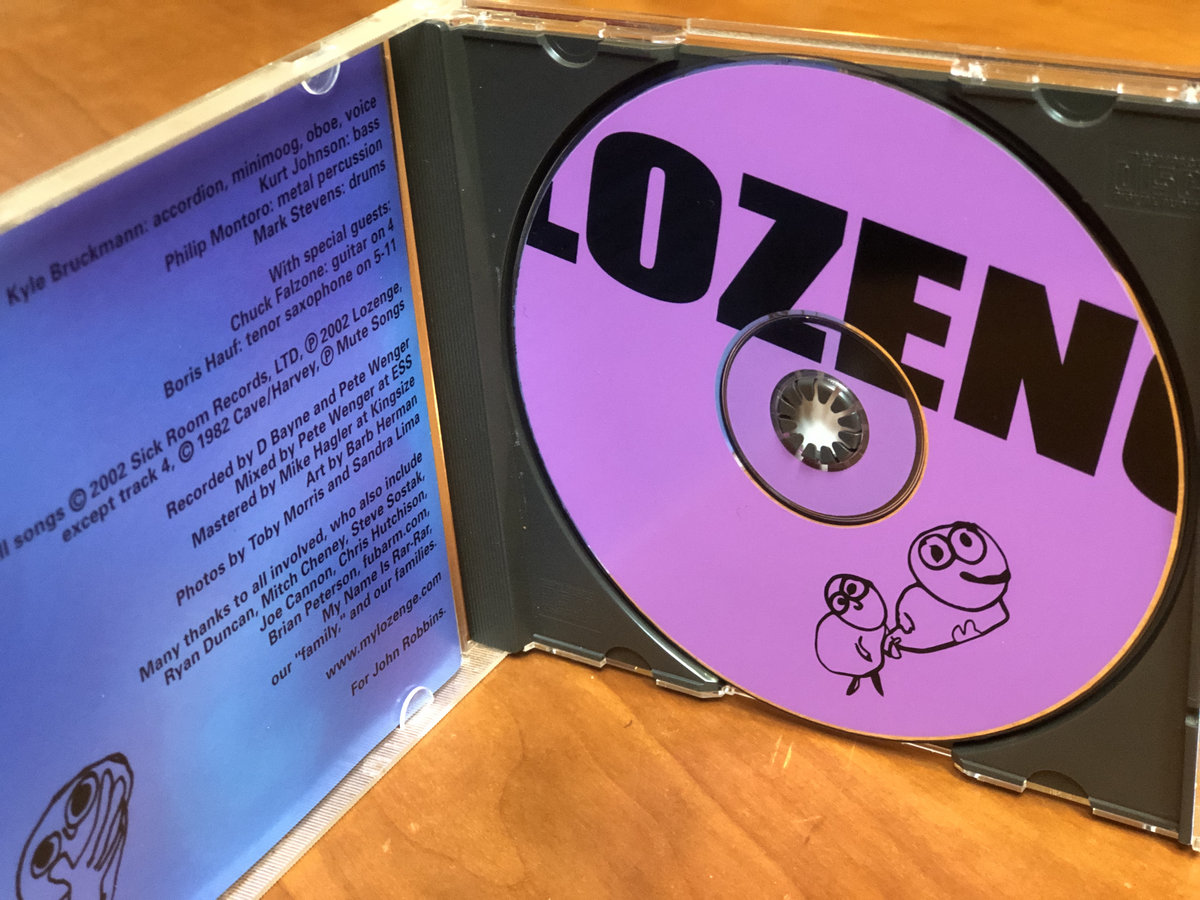 Kyle Bruckmann: accordion, minimoog, oboe, voice
Kurt Johnson: bass
Philip Montoro: metal percussion
Mark Stevens: drums
With special guests:
Chuck Falzone: guitar on 4
Boris Hauf: tenor saxophone on 5-11
ll songs © 2002 Sick Room Records, LTD, ℗ 2002 Lozenge,
except track 4, © 1982 Cave/Harvey, ℗ Mute Songs
Recorded by D Bayne and Pete Wenger
Mixed by Pete Wenger at ESS
Mastered by Mike Hagler at Kingsize
Art by Barb Herman
Photos by Toby Morris and Sandra Lima
Many thanks to all involved, who also include
Ryan Duncan, Mitch Cheney, Steve Sostak,
Joe Cannon, Chris Hutchison,
Brian Peterson, fubarm.com,
My Name Is Rar-Rar,
our "family," and our families.
www.mylozenge.com
For John Robbins.
LOZENG